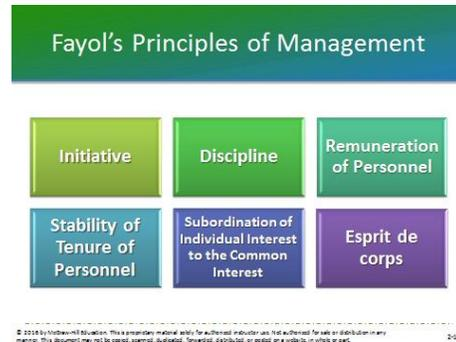 Fayol's Principles of Management
Initiative
Discipline
Remuneration
of Personnel
Stability of
Tenure of
Personnel
Subordination of
Individual Interest
to the Common
Interest
Esprit de
corps
© 2016 by McGraw-Hill Education. This is proprietary material solely for authorized instructor use. Not authorized for sale or distribution in any
manner. This document may not be copied, scanned, duplicated, forwarded, distributed, or posted on a website, in whole or part.